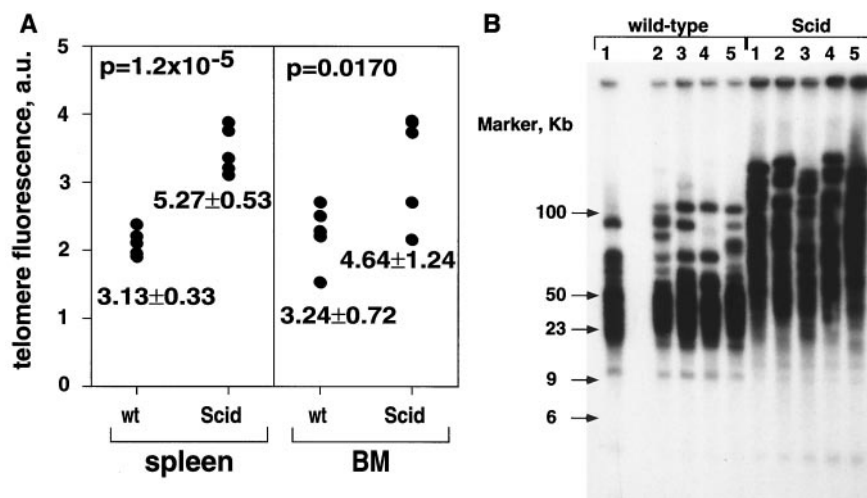 A
telomere fluorescence, a.u.
5
4
3
2
1
0
p=1.2x10-5
p=0.0170
5.27±0.53
3.13±0.33
4.64±1.24
3.24±0.72
wt
Scid
wt
Scid
spleen
BM
B
wild-type
Scid
1 2 3 4 5 1 2 3 4 5
Marker, Kb
100
50
23
9
6